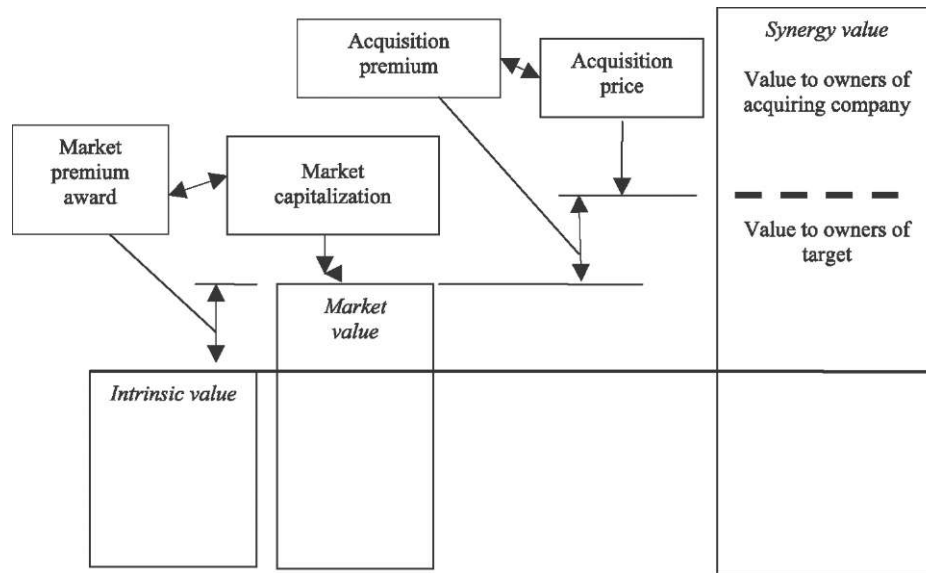 Synergy value
Acquisition
premium
Acquisition
price
Value to owners of
acquiring company
Market
premium
award
Market
capitalization
Value to owners of
target
Market
value
Intrinsic value